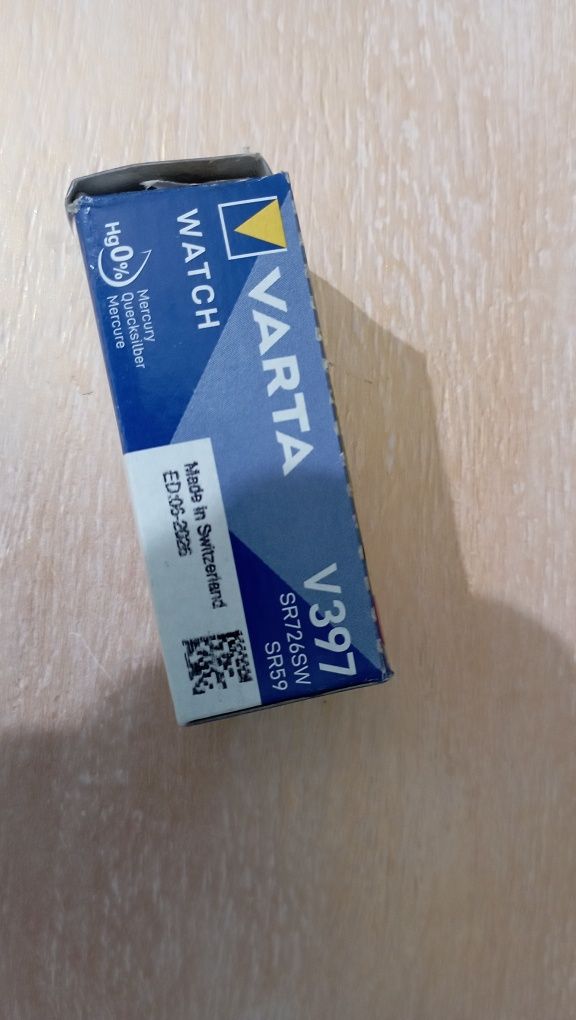 VARTA
WATCH
Hg0%
Mercury
Quecksilber
Mercure
V397
SR726SW
SR59
Made in Switzerland
ED:06-2026